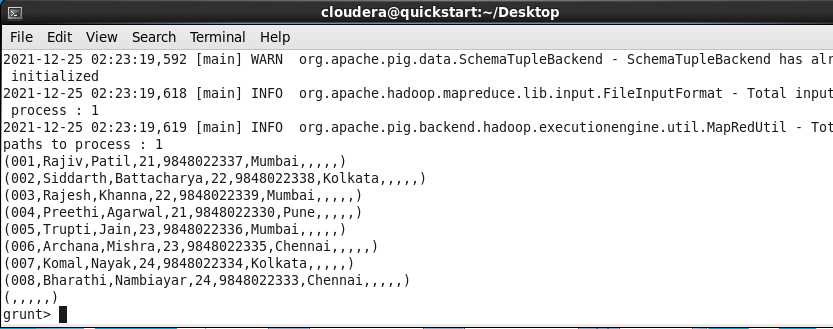 cloudera@quickstart:~/Desktop
File Edit View Search Terminal Help
2021-12-25 02:23:19,592 [main] WARN  org.apache.pig.data.SchemaTupleBackend - SchemaTupleBackend has alr
 initialized
2021-12-25 02:23:19,618 [main] INFO  org.apache.hadoop.mapreduce.lib.input.FileInputFormat - Total input
 process : 1
2021-12-25 02:23:19,619 [main] INFO  org.apache.pig.backend.hadoop.executionengine.util.MapRedUtil - Tot
paths to process : 1
(001,Rajiv,Patil,21,9848022337,Mumbai,,,,,)
(002,Siddarth,Battacharya,22,9848022338,Kolkata,,,,,)
(003,Rajesh,Khanna,22,9848022339,Mumbai,,,,,)
(004,Preethi,Agarwal,21,9848022330,Pune,,,,,)
(005,Trupti,Jain,23,9848022336,Mumbai,,,,,)
(006,Archana,Mishra,23,9848022335,Chennai,,,,,)
(007,Komal,Nayak,24,9848022334,Kolkata,,,,,)
(008,Bharathi,Nambiayar,24,9848022333,Chennai,,,,,)
(,,,,,)
grunt>